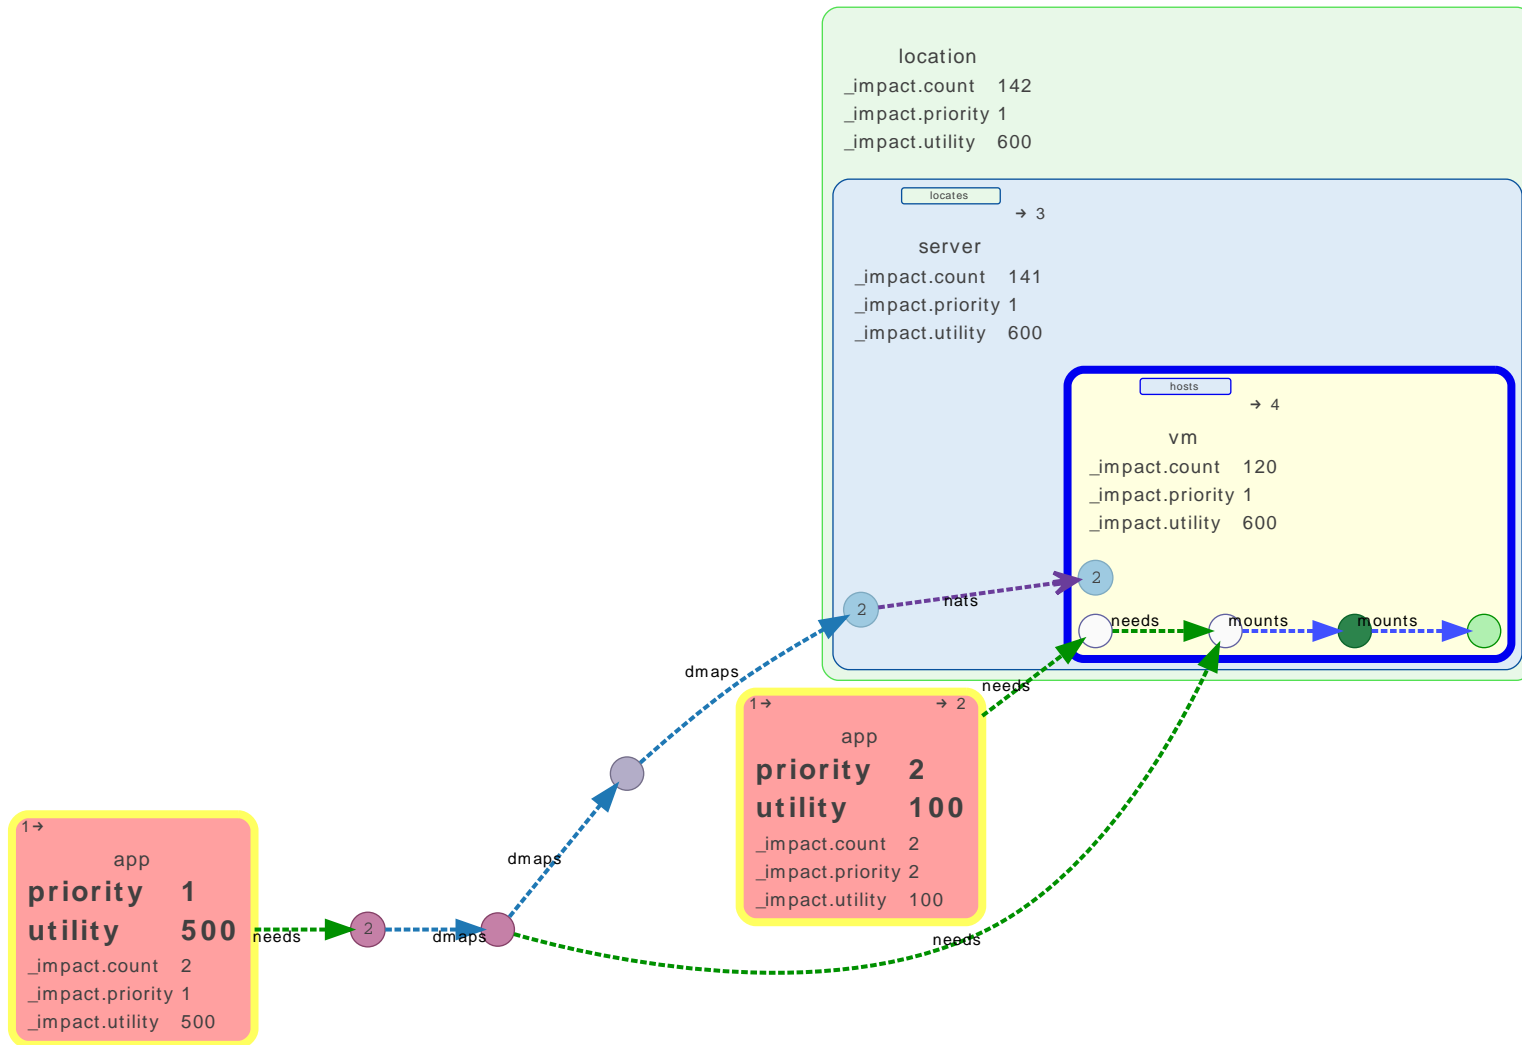 location
_impact.count 142
_impact.priority 1
_impact.utility 600
locates
→ 3
server
_impact.count 141
_impact.priority 1
_impact.utility 600
hosts
→ 4
vm
_impact.count 120
_impact.priority 1
_impact.utility 600
2
2
nats
needs
mounts
mounts
dmaps
needs
1→
→ 2
app
priority 2
utility 100
_impact.count 2
_impact.priority 2
_impact.utility 100
1→
app
priority 1
utility 500
_impact.count 2
_impact.priority 1
_impact.utility 500
needs
2
dmaps
dmaps
needs